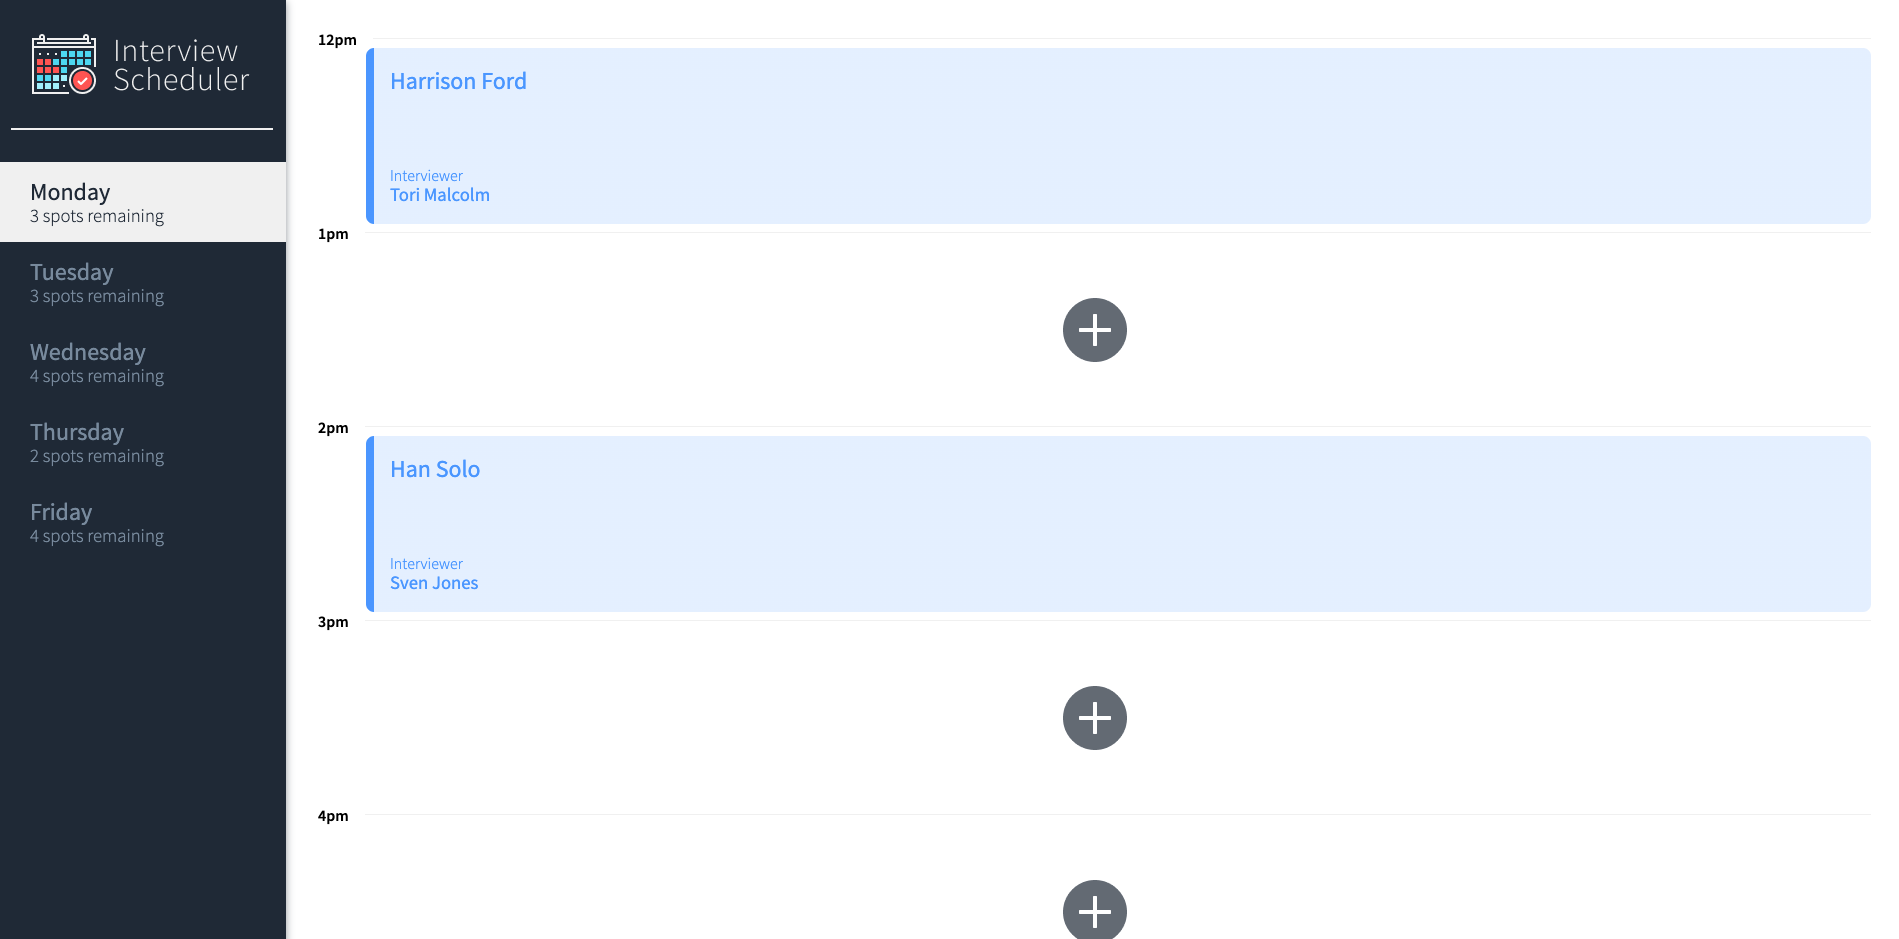 Interview
Scheduler
Monday
3 spots remaining
Tuesday
3 spots remaining
Wednesday
4 spots remaining
Thursday
2 spots remaining
Friday
4 spots remaining
12pm
Harrison Ford
Interviewer
Tori Malcolm
1pm
2pm
Han Solo
Interviewer
Sven Jones
3pm
4pm